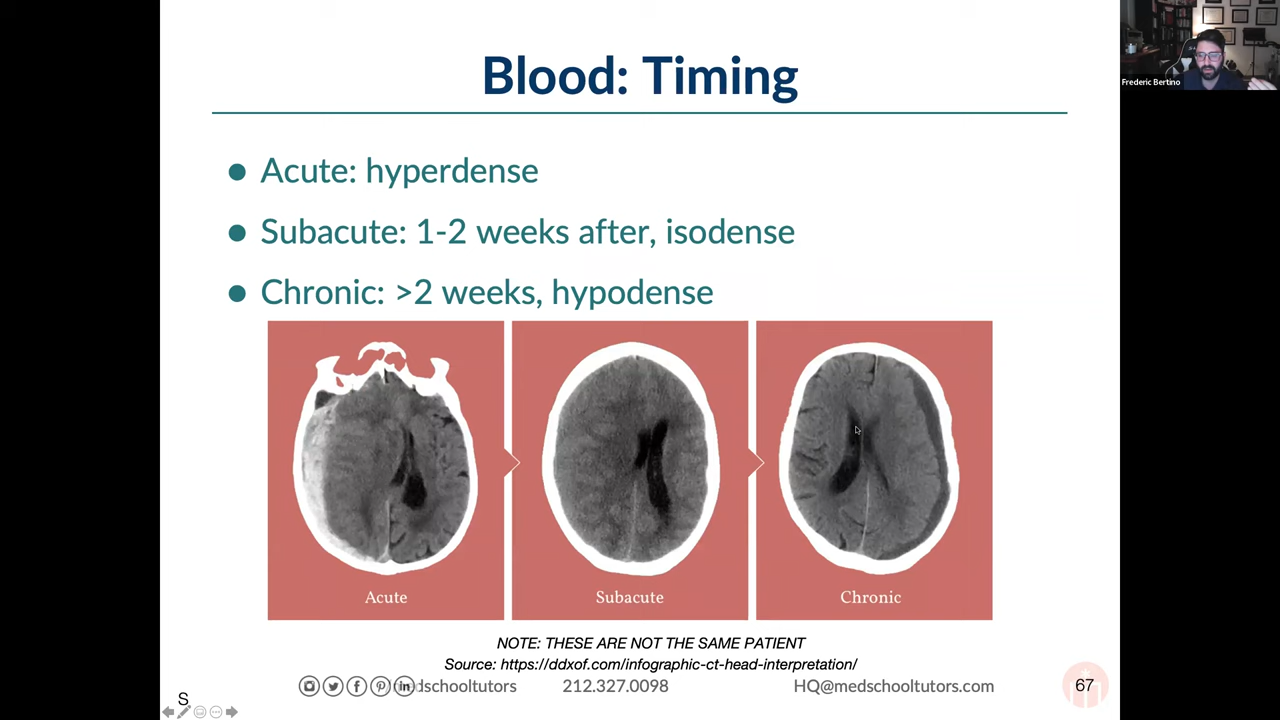 Blood: Timing
Frederic Bertino
● Acute: hyperdense
● Subacute: 1-2 weeks after, isodense
● Chronic: >2 weeks, hypodense
Acute
Subacute
Chronic
NOTE: THESE ARE NOT THE SAME PATIENT
Source: https://ddxof.com/infographic-ct-head-interpretation/
medschooltutors 212.327.0098 HQ@medschooltutors.com 67
S